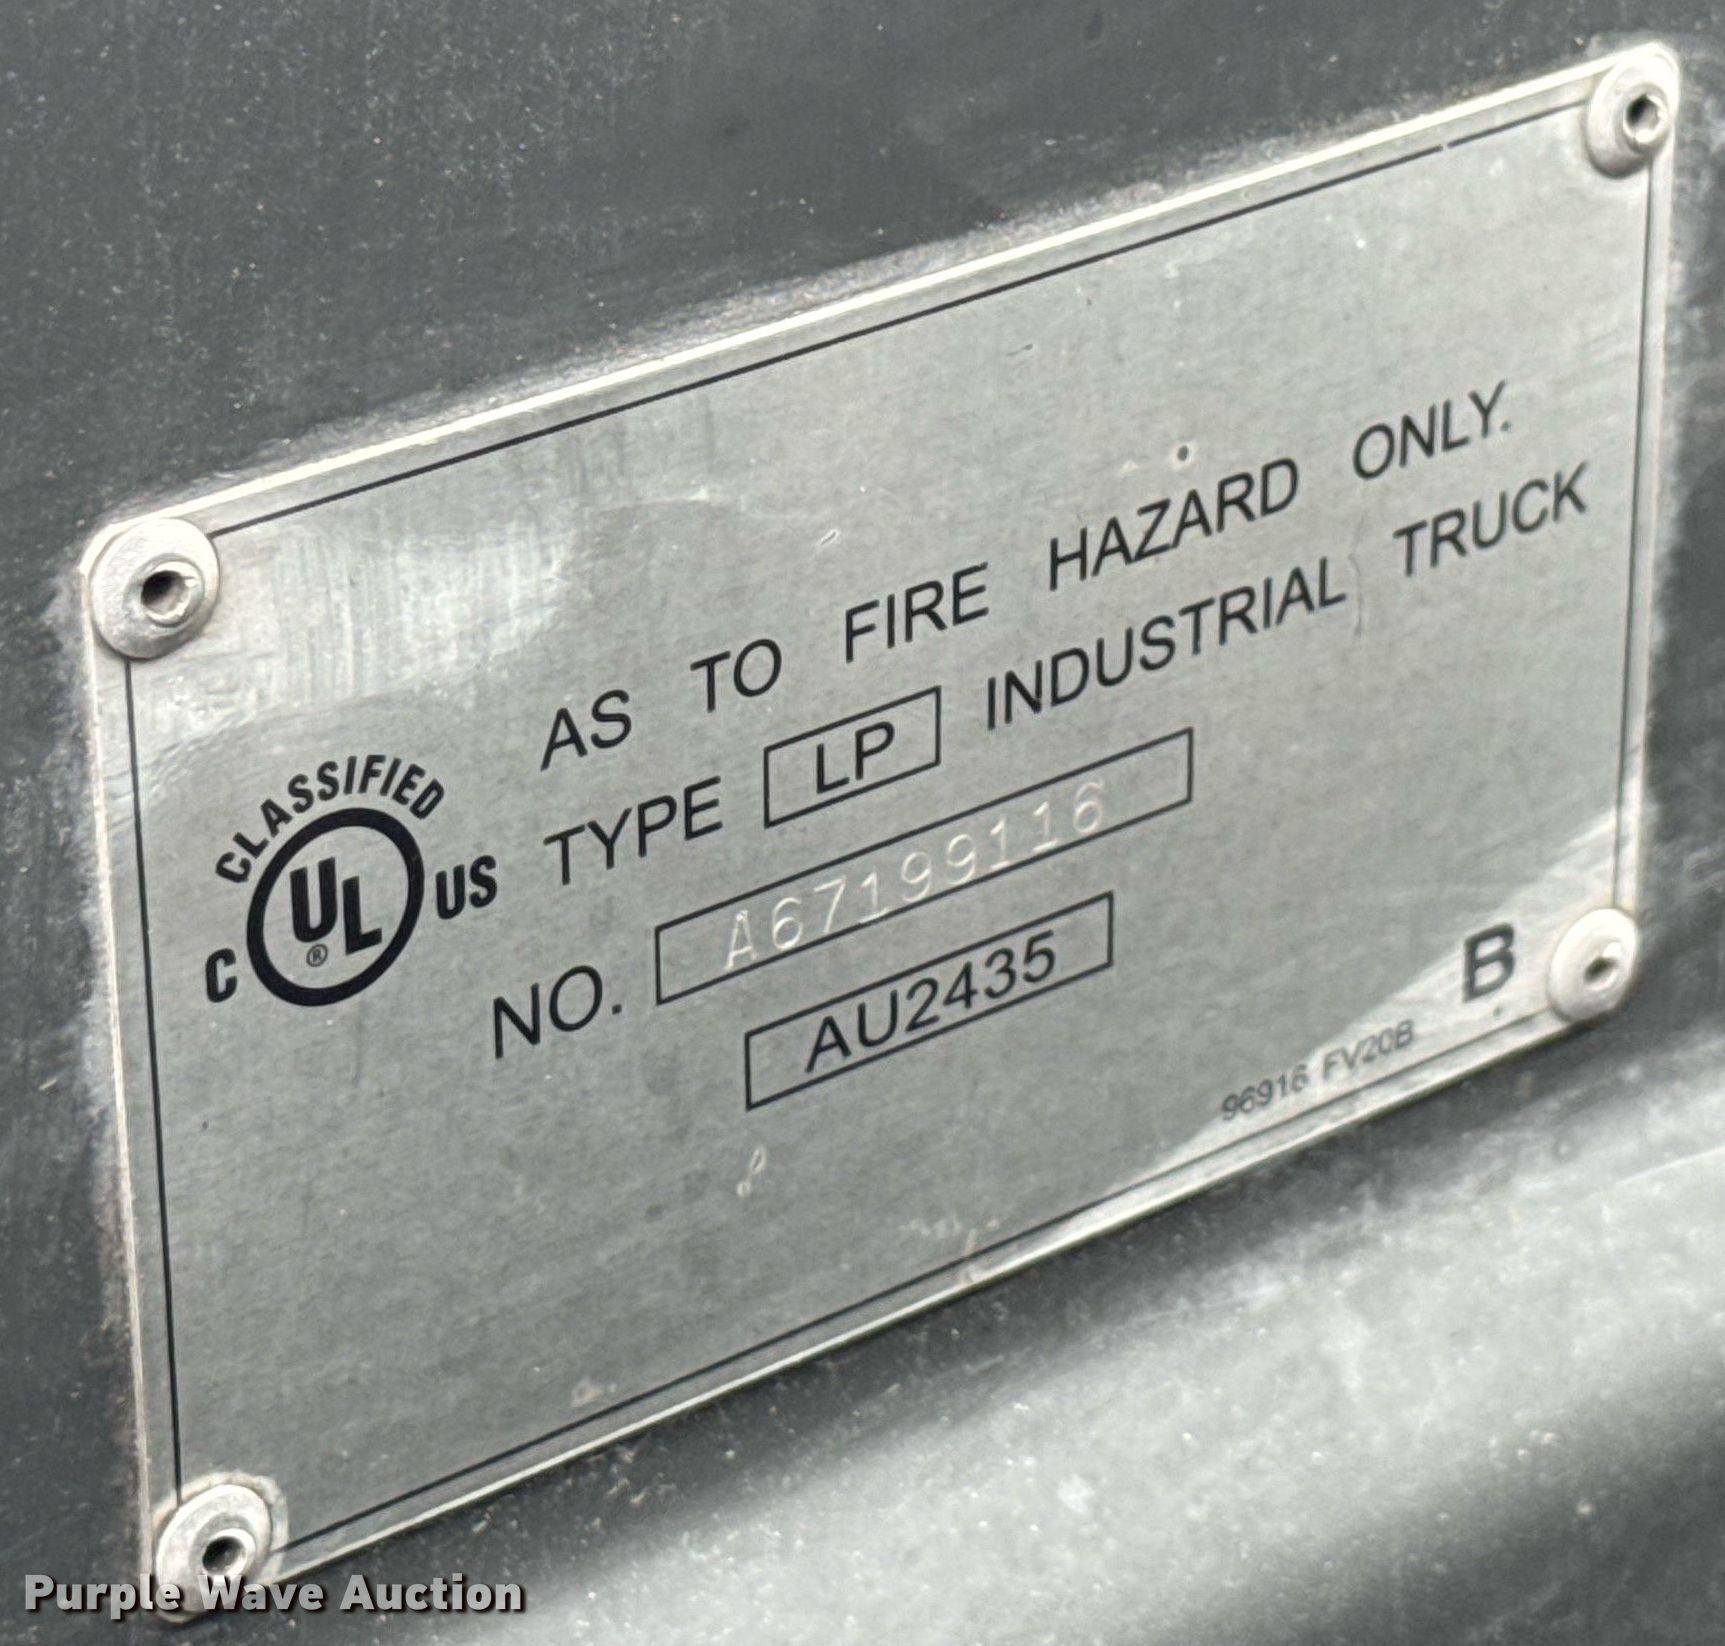 AS TO FIRE HAZARD ONLY.
CLASSIFIED
C UL ® US
TYPE LP INDUSTRIAL TRUCK
NO. A67199116
AU2435
B
96916 FV20B
Purple Wave Auction